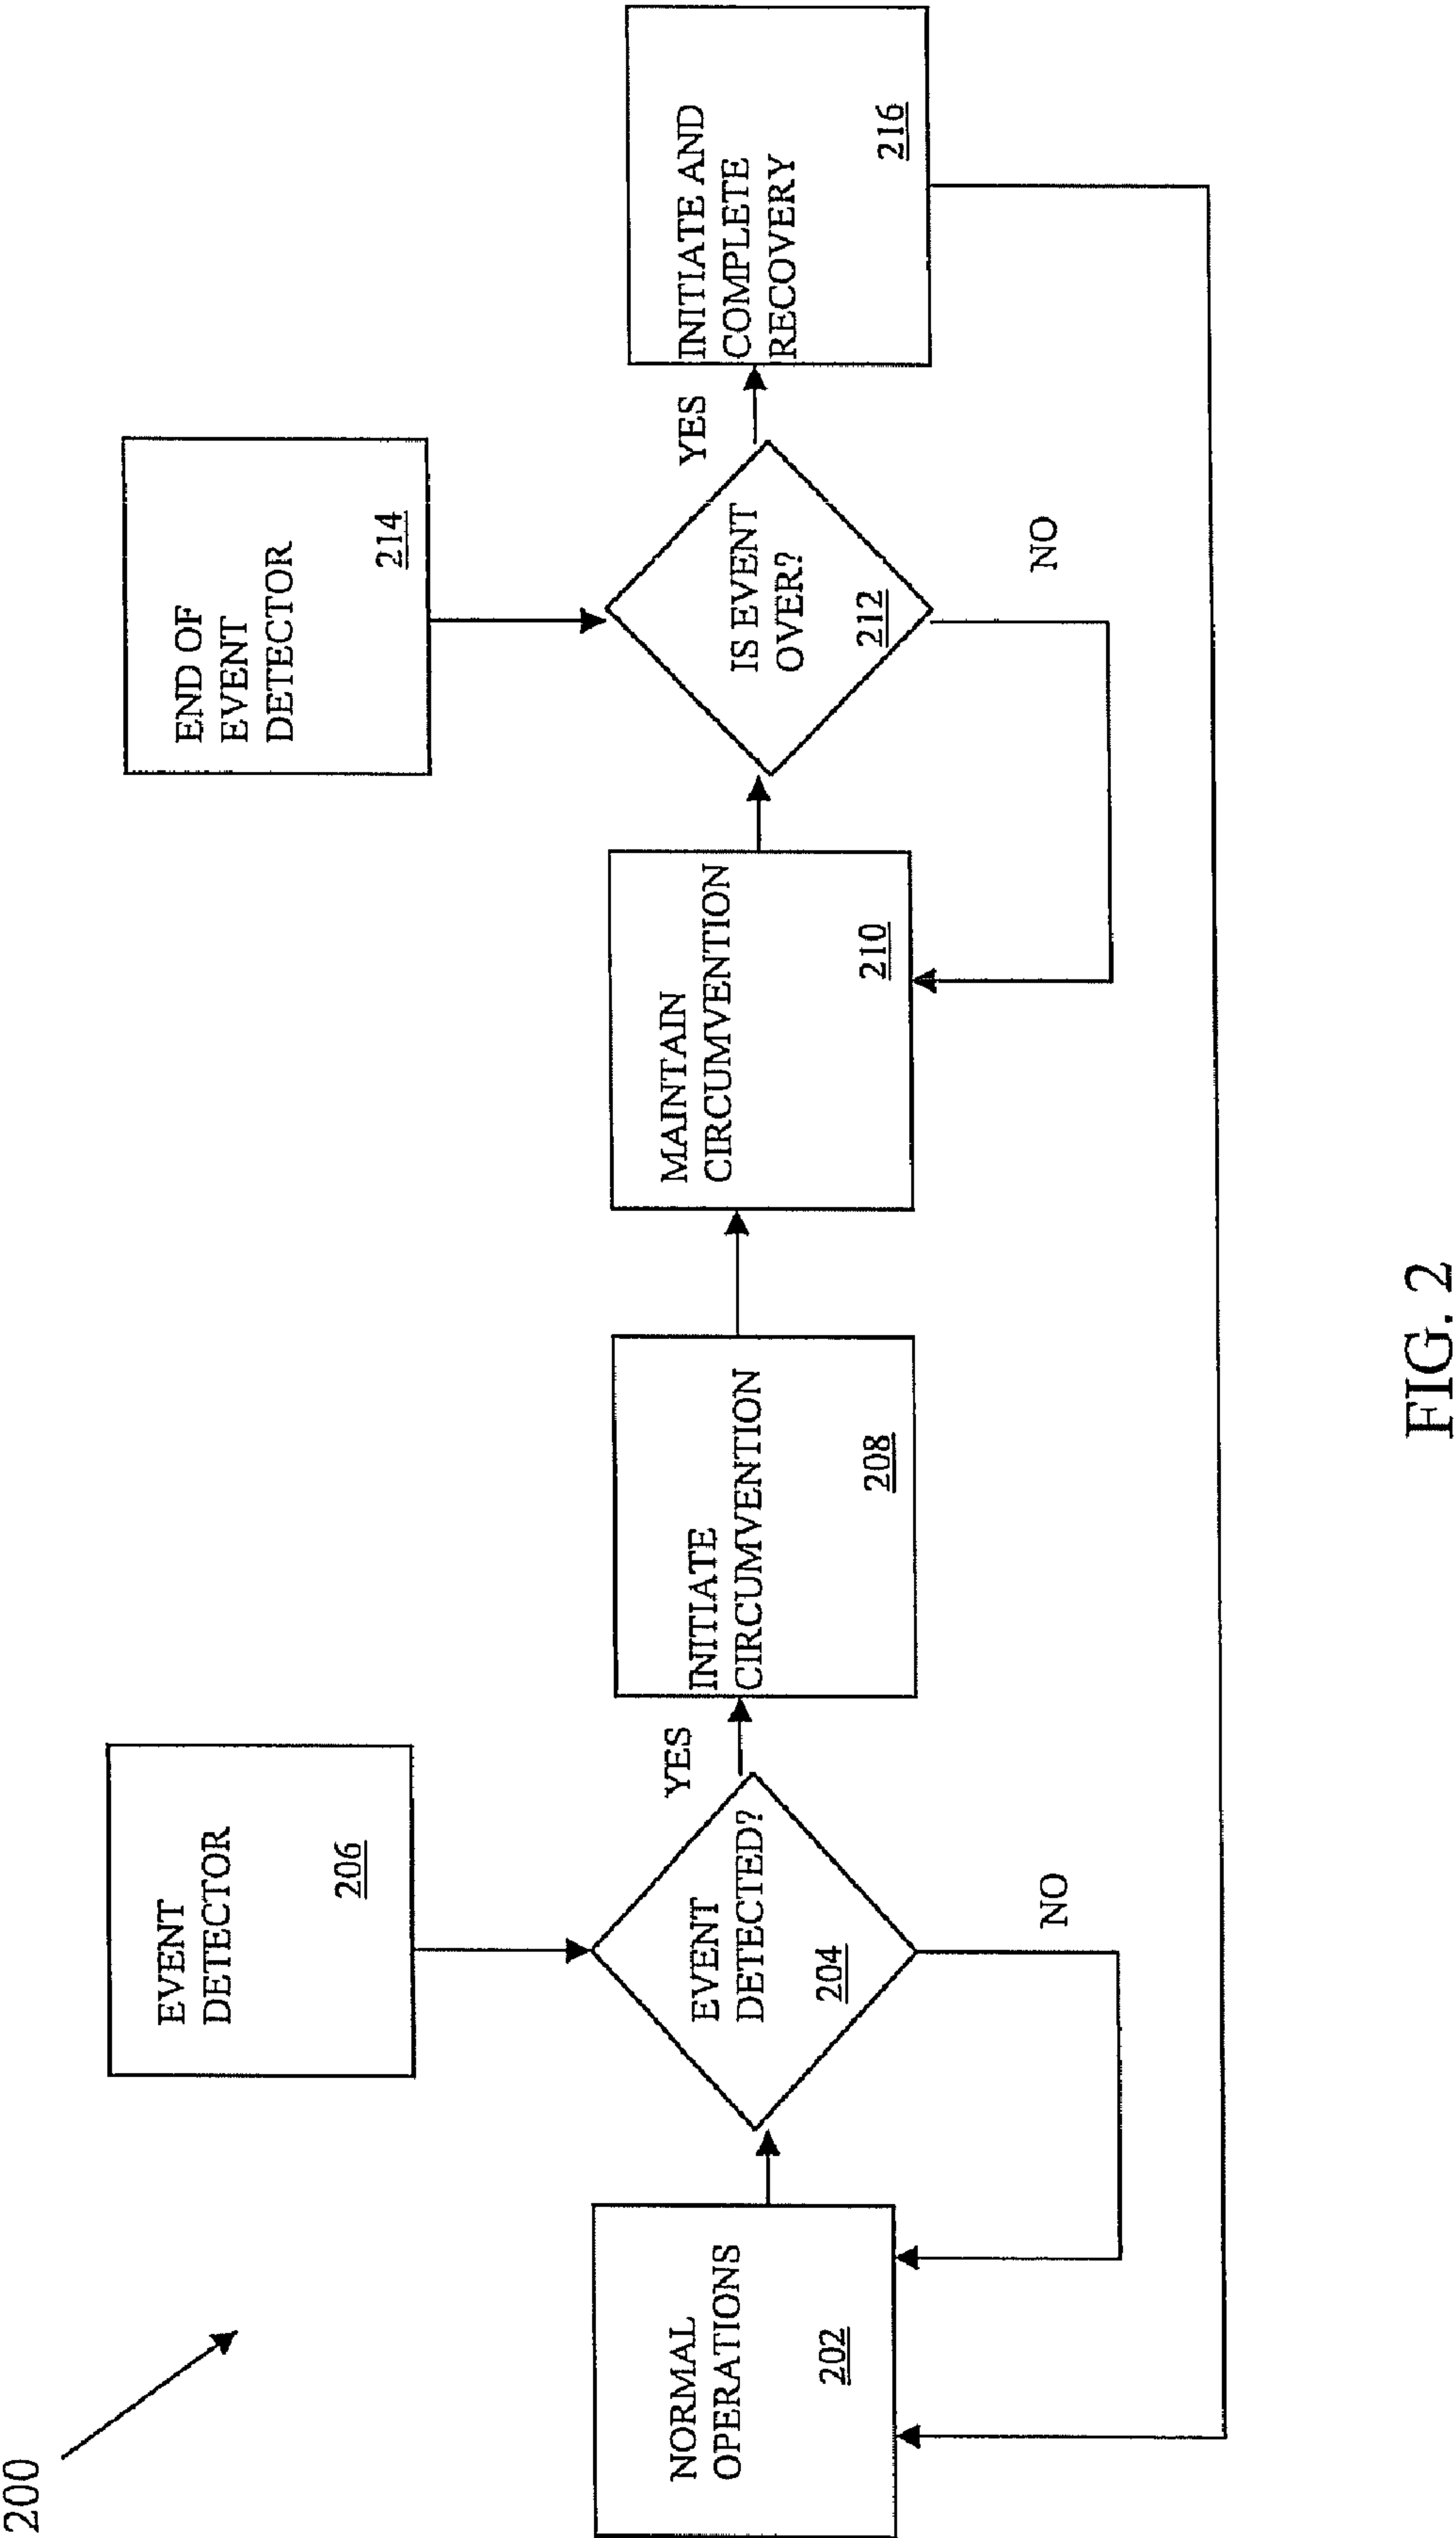 200
EVENT
DETECTOR
206
END OF
EVENT
DETECTOR
214
NORMAL
OPERATIONS
202
EVENT
DETECTED?
204
YES
NO
INITIATE
CIRCUMVENTION
208
MAINTAIN
CIRCUMVENTION
210
IS EVENT
OVER?
212
YES
NO
INITIATE AND
COMPLETE
RECOVERY
216
FIG. 2